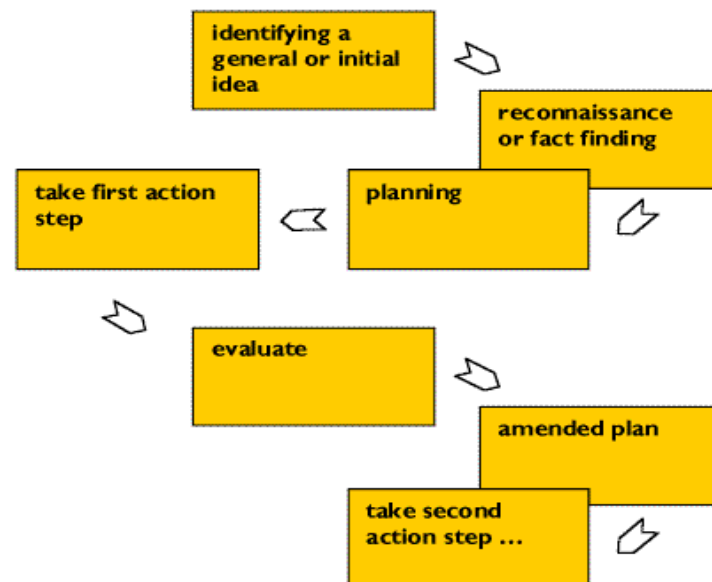 identifying a
general or initial
idea
reconnaissance
or fact finding
planning
take first action
step
evaluate
amended plan
take second
action step ...